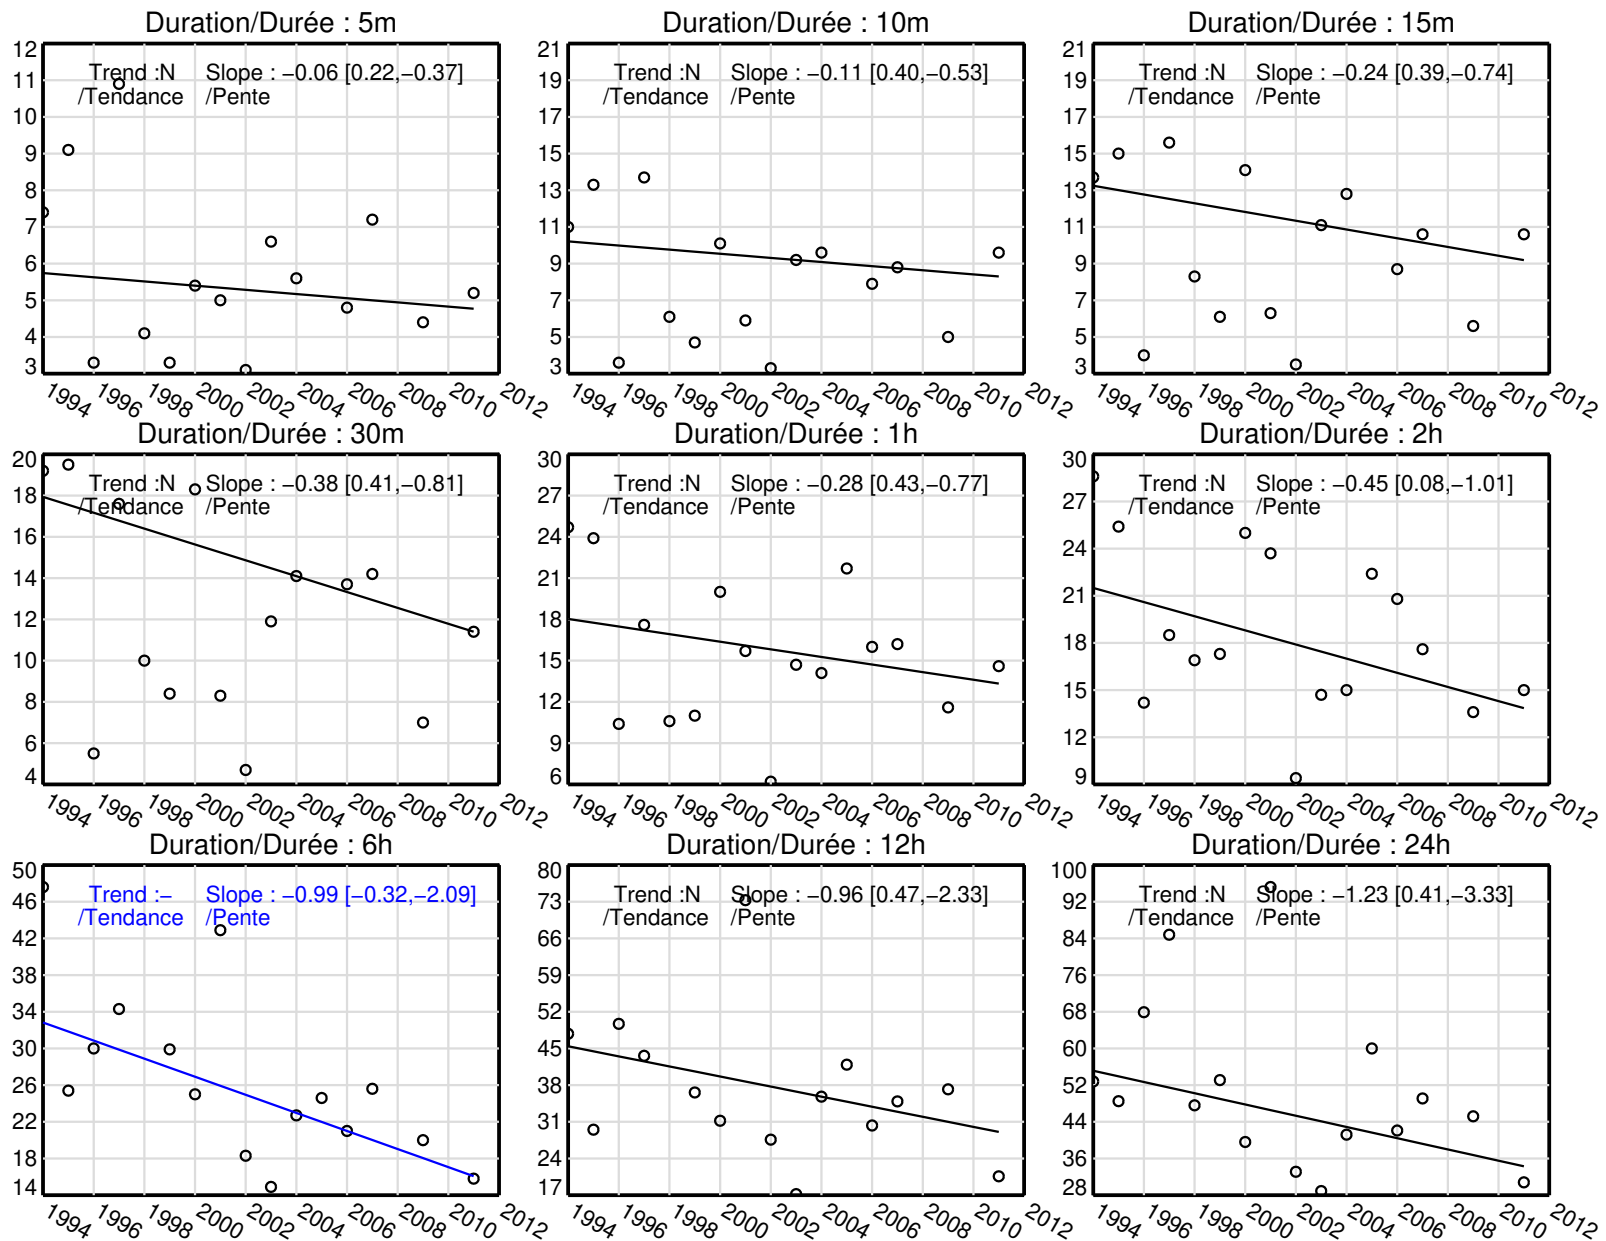 Duration/Durée : 5m
Trend :N Slope : −0.06 [0.22,−0.37]
/Tendance /Pente
12
11
10
9
8
7
6
5
4
3
1994 1996 1998 2000 2002 2004 2006 2008 2010 2012
Duration/Durée : 10m
Trend :N Slope : −0.11 [0.40,−0.53]
/Tendance /Pente
21
19
17
15
13
11
9
7
5
3
1994 1996 1998 2000 2002 2004 2006 2008 2010 2012
Duration/Durée : 15m
Trend :N Slope : −0.24 [0.39,−0.74]
/Tendance /Pente
21
19
17
15
13
11
9
7
5
3
1994 1996 1998 2000 2002 2004 2006 2008 2010 2012
Duration/Durée : 30m
Trend :N Slope : −0.38 [0.41,−0.81]
/Tendance /Pente
20
18
16
14
12
10
8
6
4
1994 1996 1998 2000 2002 2004 2006 2008 2010 2012
Duration/Durée : 1h
Trend :N Slope : −0.28 [0.43,−0.77]
/Tendance /Pente
30
27
24
21
18
15
12
9
6
1994 1996 1998 2000 2002 2004 2006 2008 2010 2012
Duration/Durée : 2h
Trend :N Slope : −0.45 [0.08,−1.01]
/Tendance /Pente
30
27
24
21
18
15
12
9
1994 1996 1998 2000 2002 2004 2006 2008 2010 2012
Duration/Durée : 6h
Trend :− Slope : −0.99 [−0.32,−2.09]
/Tendance /Pente
50
46
42
38
34
30
26
22
18
14
1994 1996 1998 2000 2002 2004 2006 2008 2010 2012
Duration/Durée : 12h
Trend :N Slope : −0.96 [0.47,−2.33]
/Tendance /Pente
80
73
66
59
52
45
38
31
24
17
1994 1996 1998 2000 2002 2004 2006 2008 2010 2012
Duration/Durée : 24h
Trend :N Slope : −1.23 [0.41,−3.33]
/Tendance /Pente
100
92
84
76
68
60
52
44
36
28
1994 1996 1998 2000 2002 2004 2006 2008 2010 2012